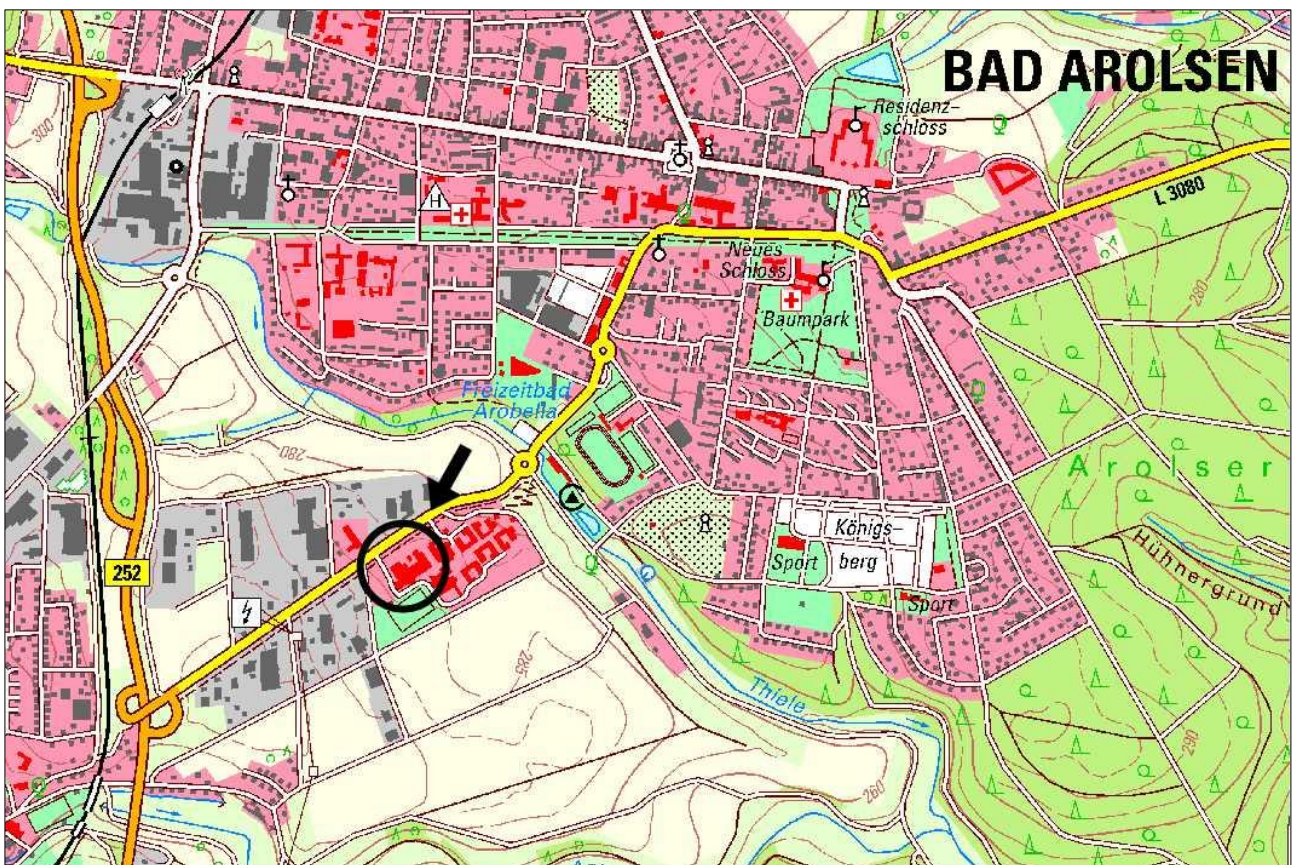 BAD AROLSEN
Residenz-
schloss
300
H
L 3080
Neues
Schloss
Baumpark
280
Freizeitbad
Arobella
280
Arolser
Königs-
berg
Sport
Hühnergrund
252
Sport
285
Thiele
290
260